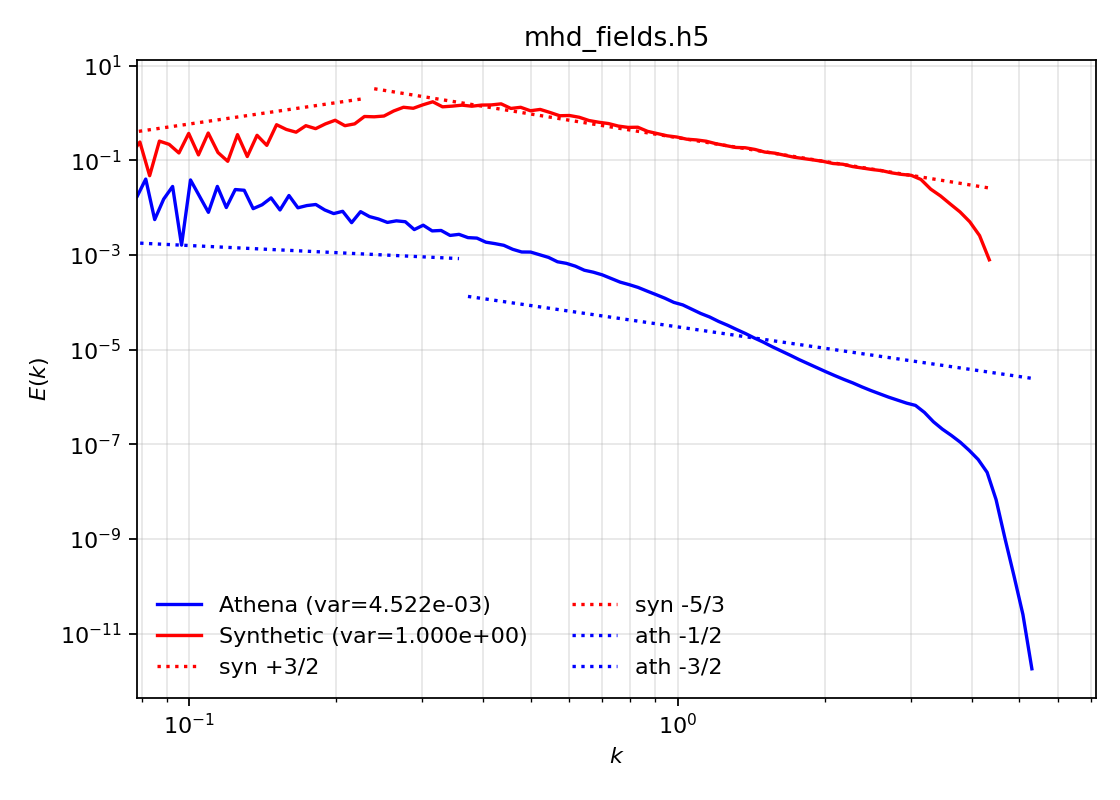 mhd_fields.h5
10^1
10^-1
10^-3
10^-5
10^-7
10^-9
10^-11
E(k)
Athena (var=4.522e-03)
Synthetic (var=1.000e+00)
syn +3/2
syn -5/3
ath -1/2
ath -3/2
10^-1
10^0
k